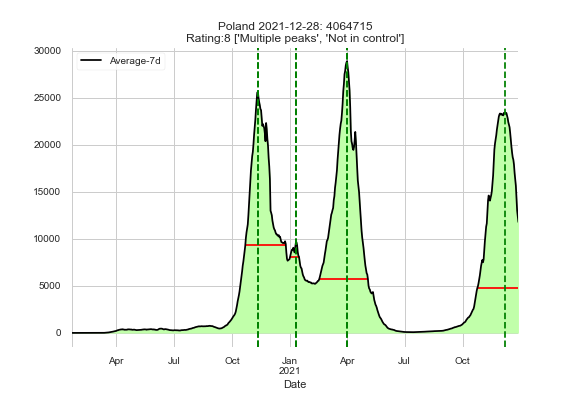 Poland 2021-12-28: 4064715
Rating:8 ['Multiple peaks', 'Not in control']
30000
Average-7d
25000
20000
15000
10000
5000
0
Apr Jul Oct Jan Apr Jul Oct
2021
Date